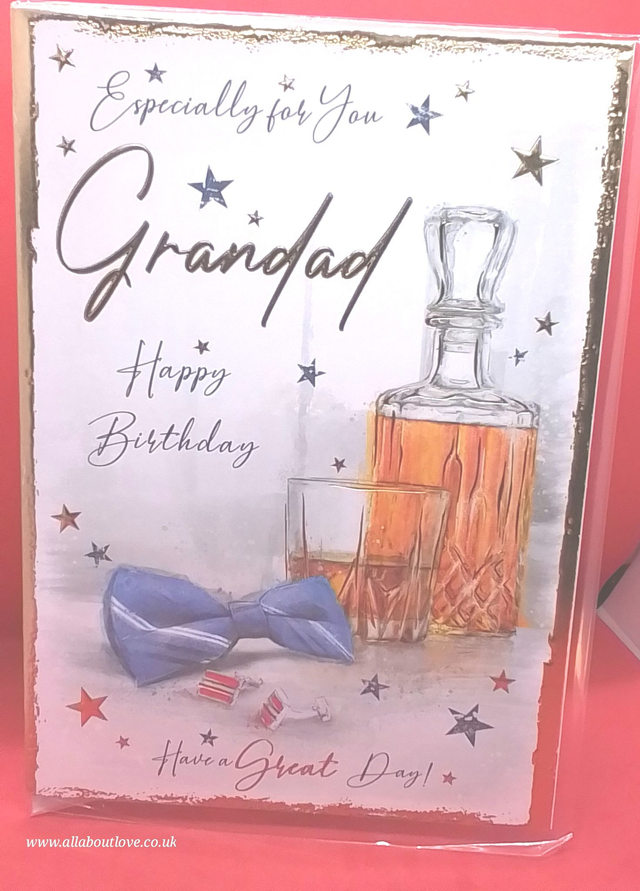 Especially for You
Grandad
Happy
Birthday
Have a Great Day!
www.allaboutlove.co.uk